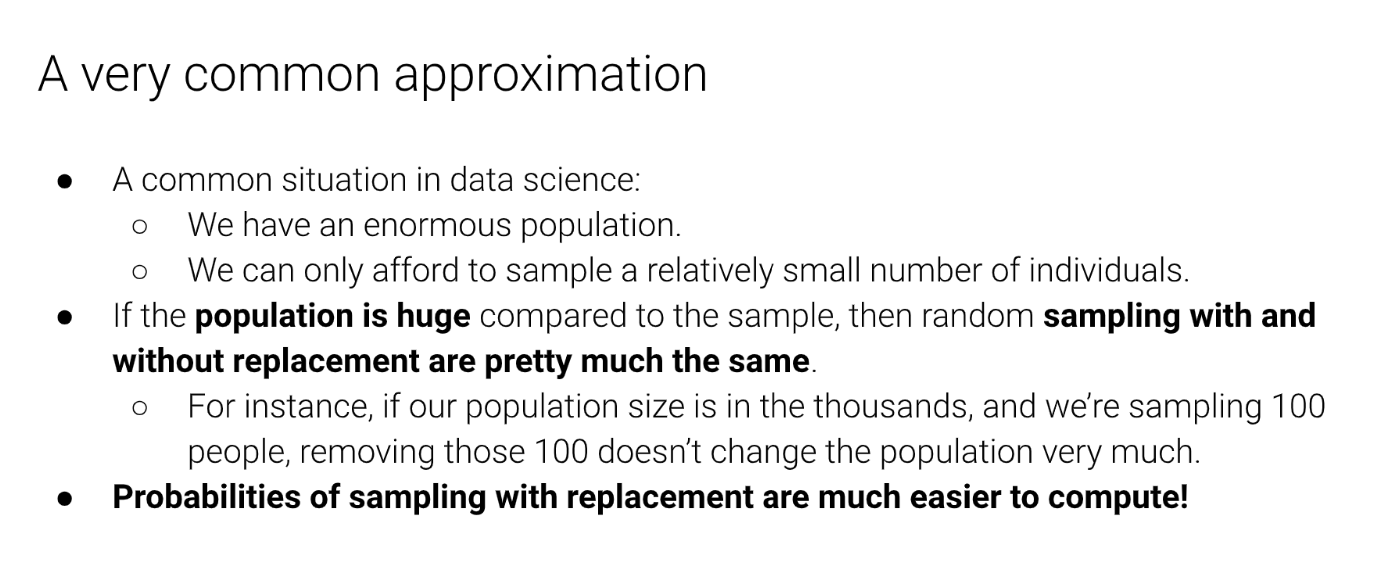 A very common approximation
● A common situation in data science:
○ We have an enormous population.
○ We can only afford to sample a relatively small number of individuals.
● If the population is huge compared to the sample, then random sampling with and
without replacement are pretty much the same.
○ For instance, if our population size is in the thousands, and we’re sampling 100
people, removing those 100 doesn’t change the population very much.
● Probabilities of sampling with replacement are much easier to compute!